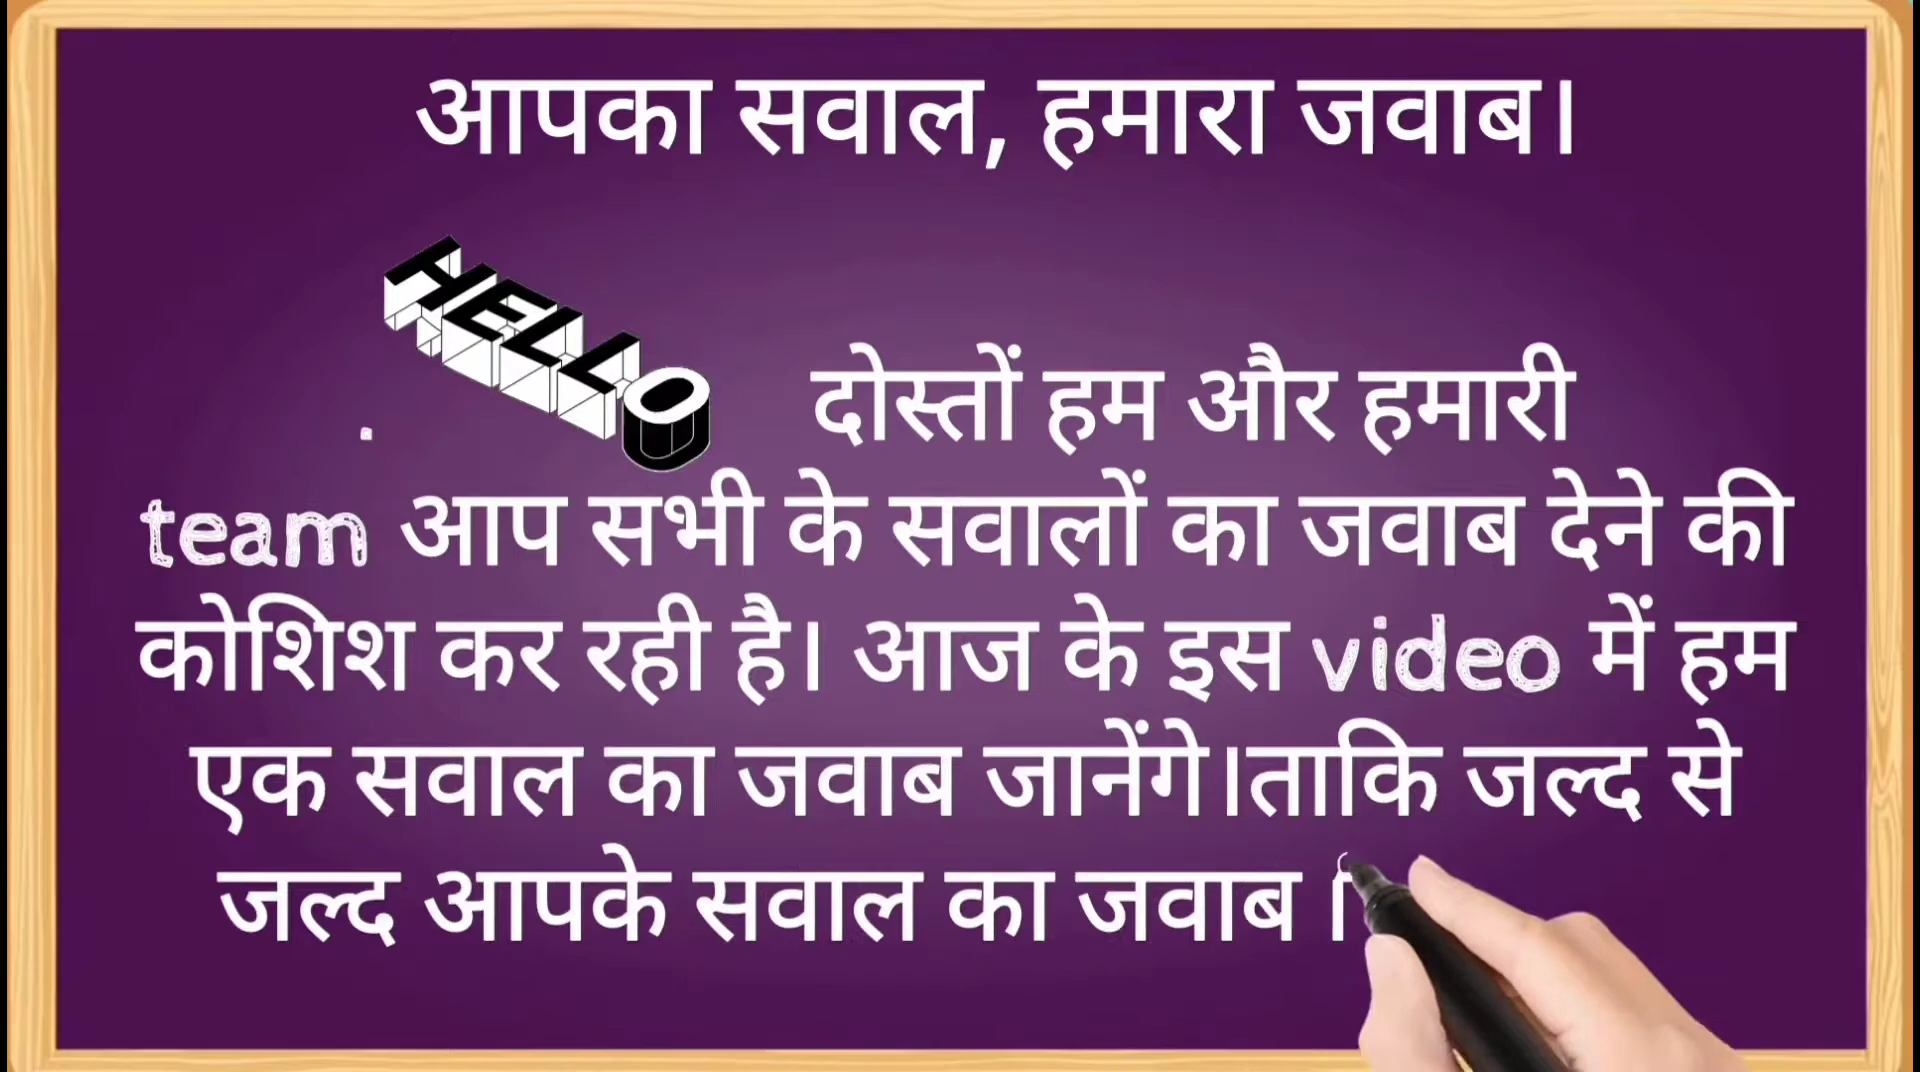 आपका सवाल, हमारा जवाब।
HELLO
दोस्तों हम और हमारी
team आप सभी के सवालों का जवाब देने की
कोशिश कर रही है। आज के इस video में हम
एक सवाल का जवाब जानेंगे।ताकि जल्द से
जल्द आपके सवाल का जवाब